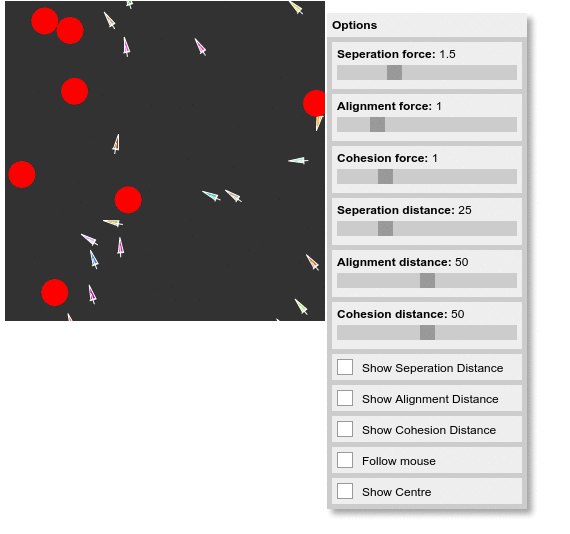 Options
Seperation force: 1.5
Alignment force: 1
Cohesion force: 1
Seperation distance: 25
Alignment distance: 50
Cohesion distance: 50
Show Seperation Distance
Show Alignment Distance
Show Cohesion Distance
Follow mouse
Show Centre